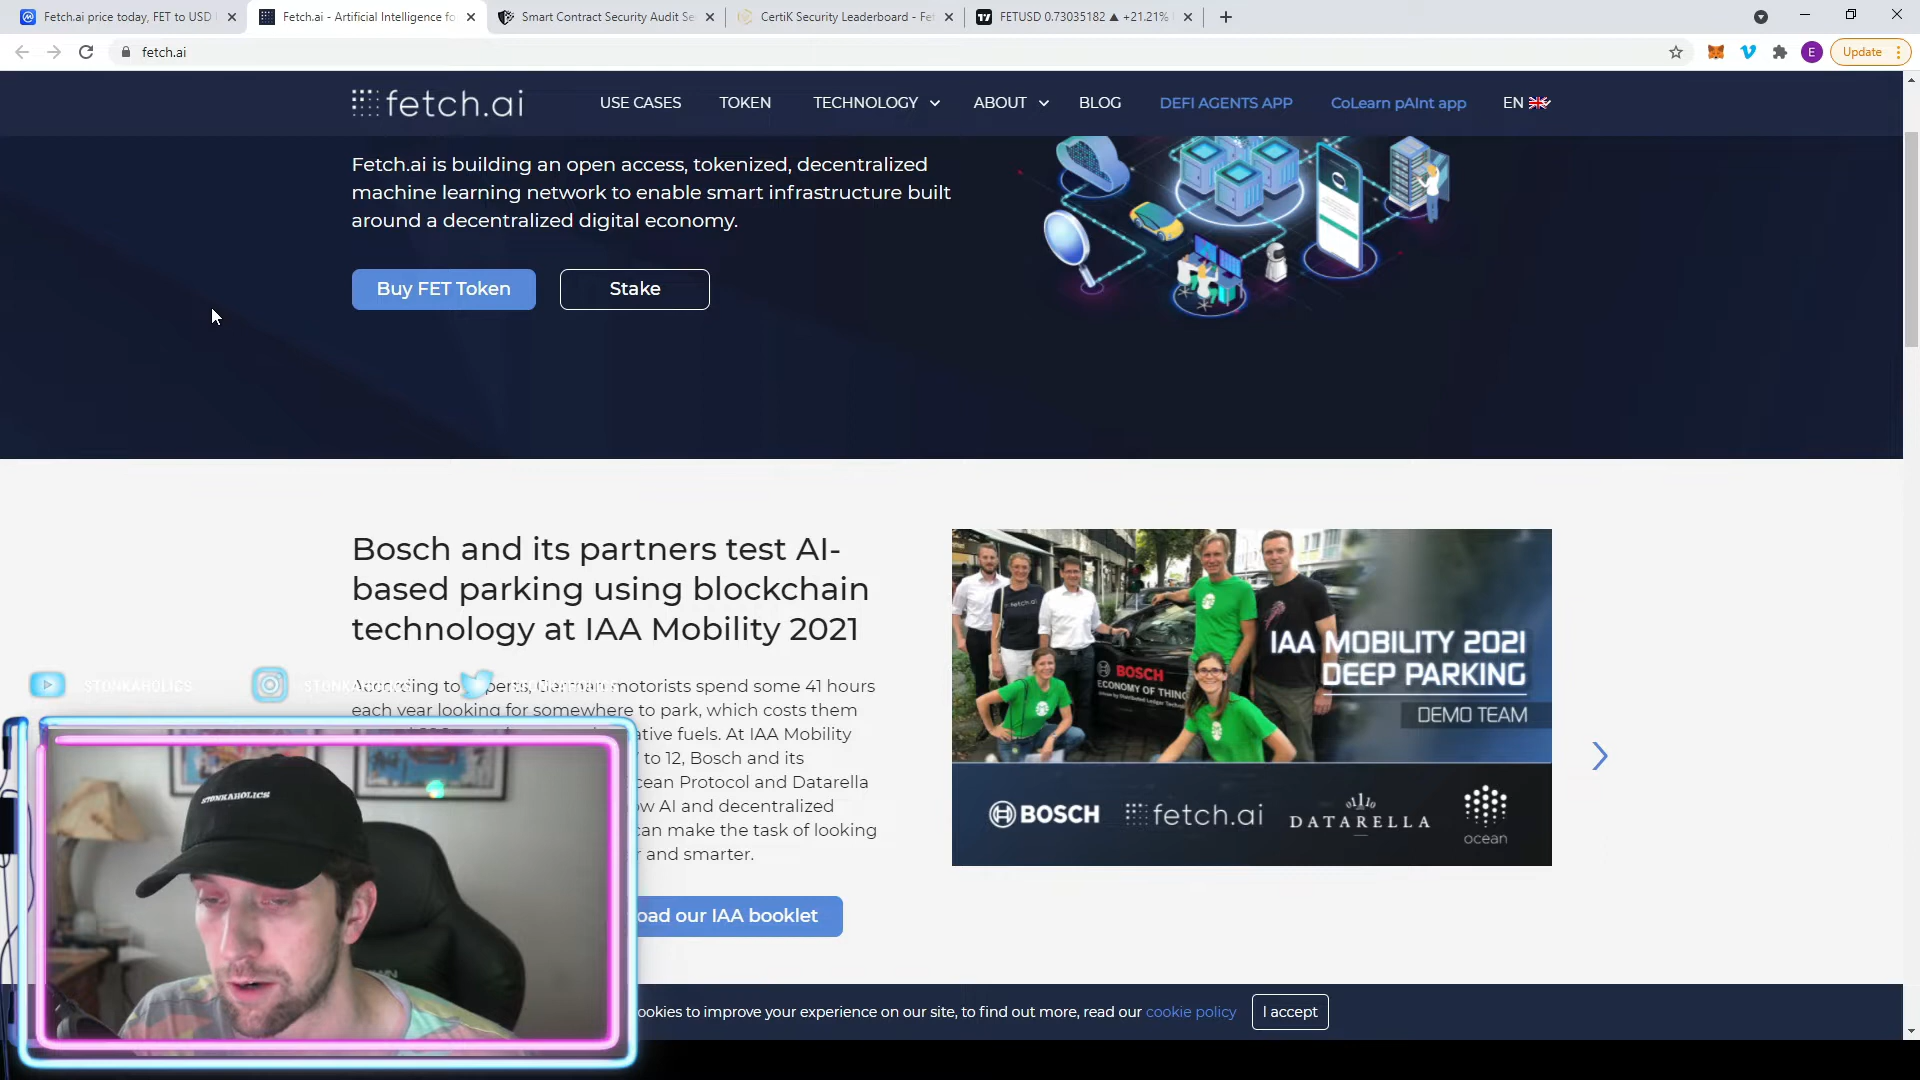 Fetch.ai price today, FET to USD
Fetch.ai - Artificial Intelligence fo
Smart Contract Security Audit Se
CertiK Security Leaderboard - Fet
FETUSD 0.73035182 ▲ +21.21%
fetch.ai
E
Update
fetch.ai
USE CASES
TOKEN
TECHNOLOGY
ABOUT
BLOG
DEFI AGENTS APP
CoLearn pAInt app
EN
Fetch.ai is building an open access, tokenized, decentralized
machine learning network to enable smart infrastructure built
around a decentralized digital economy.
Buy FET Token
Stake
Bosch and its partners test AI-
based parking using blockchain
technology at IAA Mobility 2021
STONKAHOLICS
motorists spend some 41 hours
each year looking for somewhere to park, which costs them
ative fuels. At IAA Mobility
to 12, Bosch and its
cean Protocol and Datarella
ow AI and decentralized
can make the task of looking
r and smarter.
oad our IAA booklet
fetch.ai
BOSCH
ECONOMY OF THING
IAA MOBILITY 2021
DEEP PARKING
DEMO TEAM
BOSCH
fetch.ai
DATARELLA
ocean
STONKAHOLICS
ookies to improve your experience on our site, to find out more, read our cookie policy
I accept